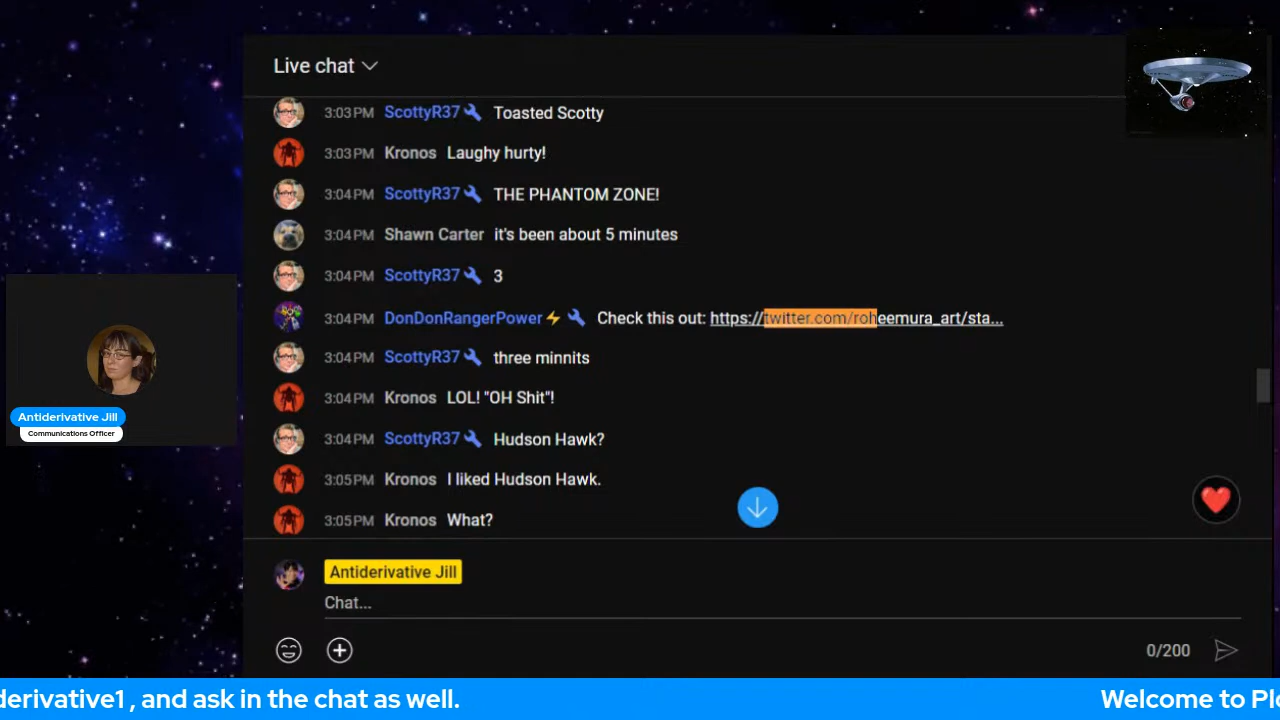 Live chat
3:03 PM ScottyR37 Toasted Scotty
3:03 PM Kronos Laughy hurty!
3:04 PM ScottyR37 THE PHANTOM ZONE!
3:04 PM Shawn Carter it's been about 5 minutes
3:04 PM ScottyR37 3
3:04 PM DonDonRangerPower⚡ Check this out: https://twitter.com/roheemura_art/sta...
3:04 PM ScottyR37 three minnits
3:04 PM Kronos LOL! "OH Shit"!
3:04 PM ScottyR37 Hudson Hawk?
3:05 PM Kronos I liked Hudson Hawk.
3:05 PM Kronos What?
Antiderivative Jill
Communications Officer
Antiderivative Jill
Chat...
0/200
derivative1 , and ask in the chat as well.
Welcome to Plo